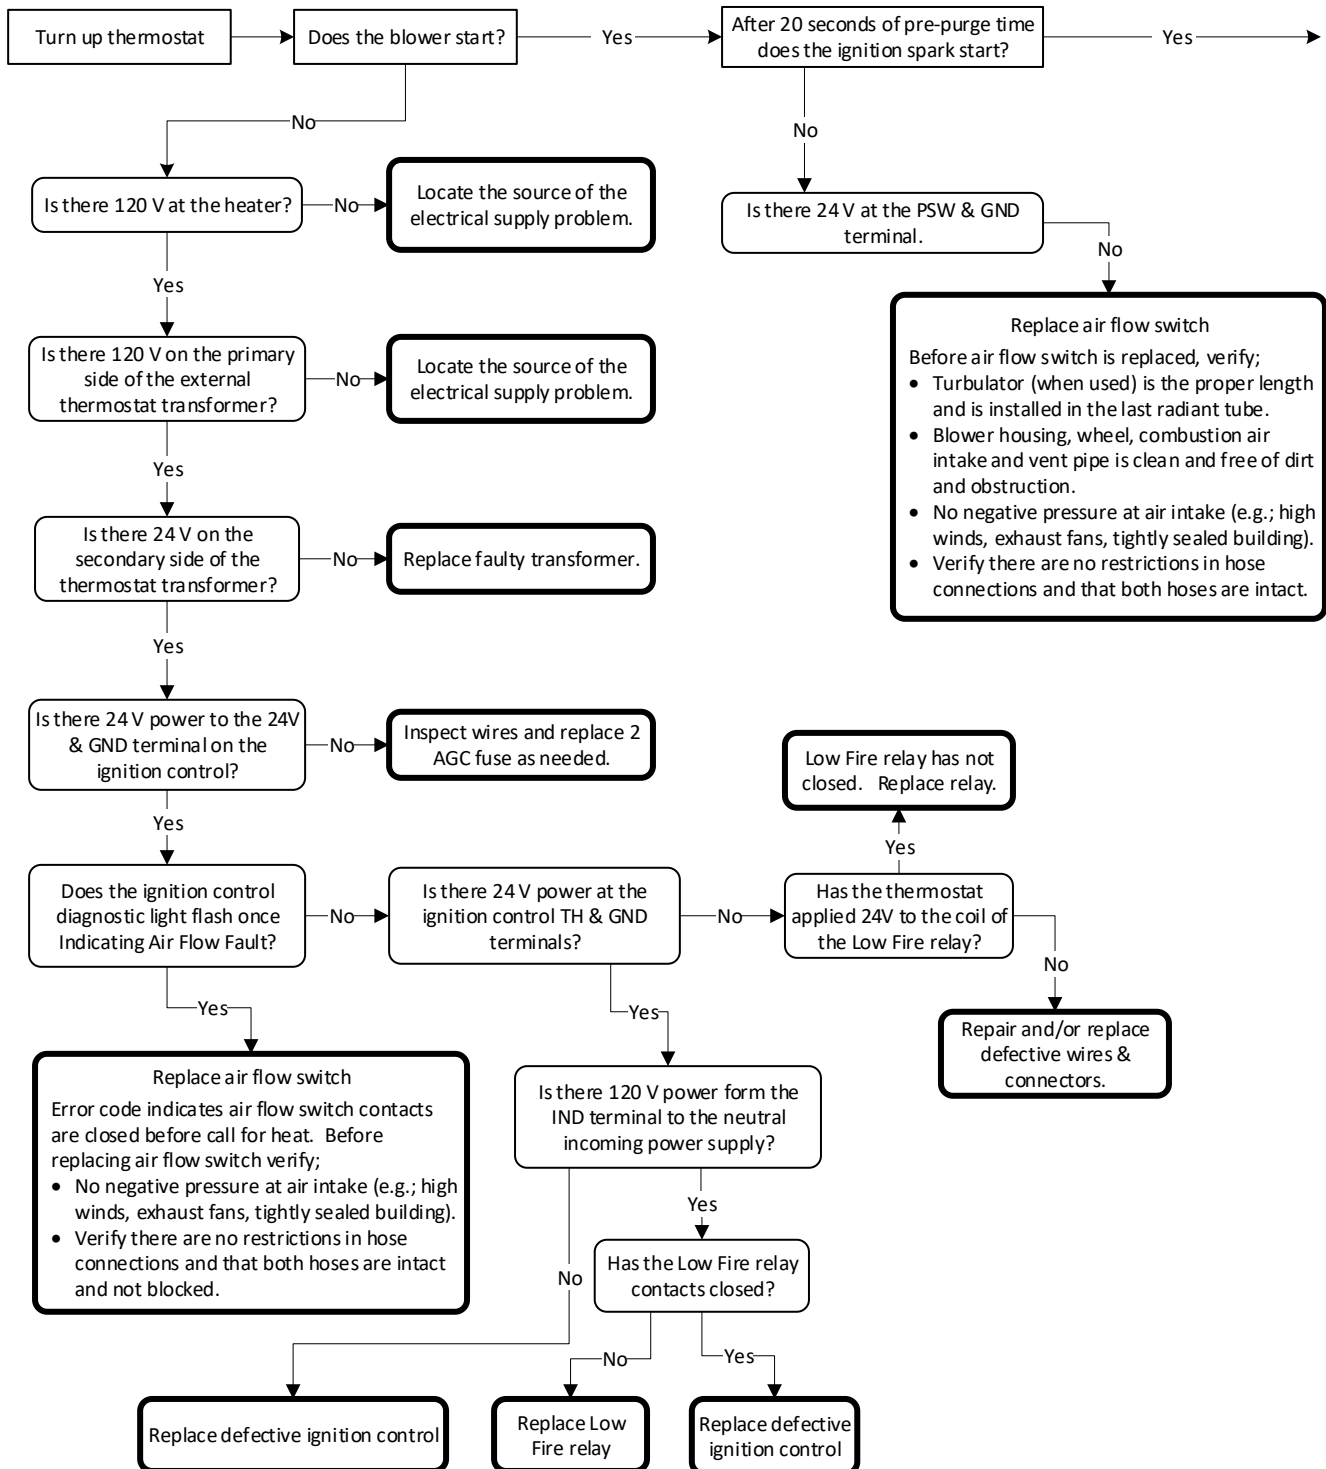 Turn up thermostat
Does the blower start?
Yes
After 20 seconds of pre-purge time
does the ignition spark start?
Yes
No
No
Is there 120 V at the heater?
No
Locate the source of the
electrical supply problem.
Is there 24 V at the PSW & GND
terminal.
No
Yes
Replace air flow switch
Before air flow switch is replaced, verify;
• Turbulator (when used) is the proper length
and is installed in the last radiant tube.
• Blower housing, wheel, combustion air
intake and vent pipe is clean and free of dirt
and obstruction.
• No negative pressure at air intake (e.g.; high
winds, exhaust fans, tightly sealed building).
• Verify there are no restrictions in hose
connections and that both hoses are intact.
Is there 120 V on the primary
side of the external
thermostat transformer?
No
Locate the source of the
electrical supply problem.
Yes
Is there 24 V on the
secondary side of the
thermostat transformer?
No
Replace faulty transformer.
Yes
Is there 24 V power to the 24V
& GND terminal on the
ignition control?
No
Inspect wires and replace 2
AGC fuse as needed.
Low Fire relay has not
closed. Replace relay.
Yes
Yes
Does the ignition control
diagnostic light flash once
Indicating Air Flow Fault?
No
Is there 24 V power at the
ignition control TH & GND
terminals?
No
Has the thermostat
applied 24V to the coil of
the Low Fire relay?
No
Yes
Yes
Repair and/or replace
defective wires &
connectors.
Replace air flow switch
Error code indicates air flow switch contacts
are closed before call for heat. Before
replacing air flow switch verify;
• No negative pressure at air intake (e.g.; high
winds, exhaust fans, tightly sealed building).
• Verify there are no restrictions in hose
connections and that both hoses are intact
and not blocked.
Is there 120 V power form the
IND terminal to the neutral
incoming power supply?
Yes
No
Has the Low Fire relay
contacts closed?
No
Yes
Replace defective ignition control
Replace Low
Fire relay
Replace defective
ignition control